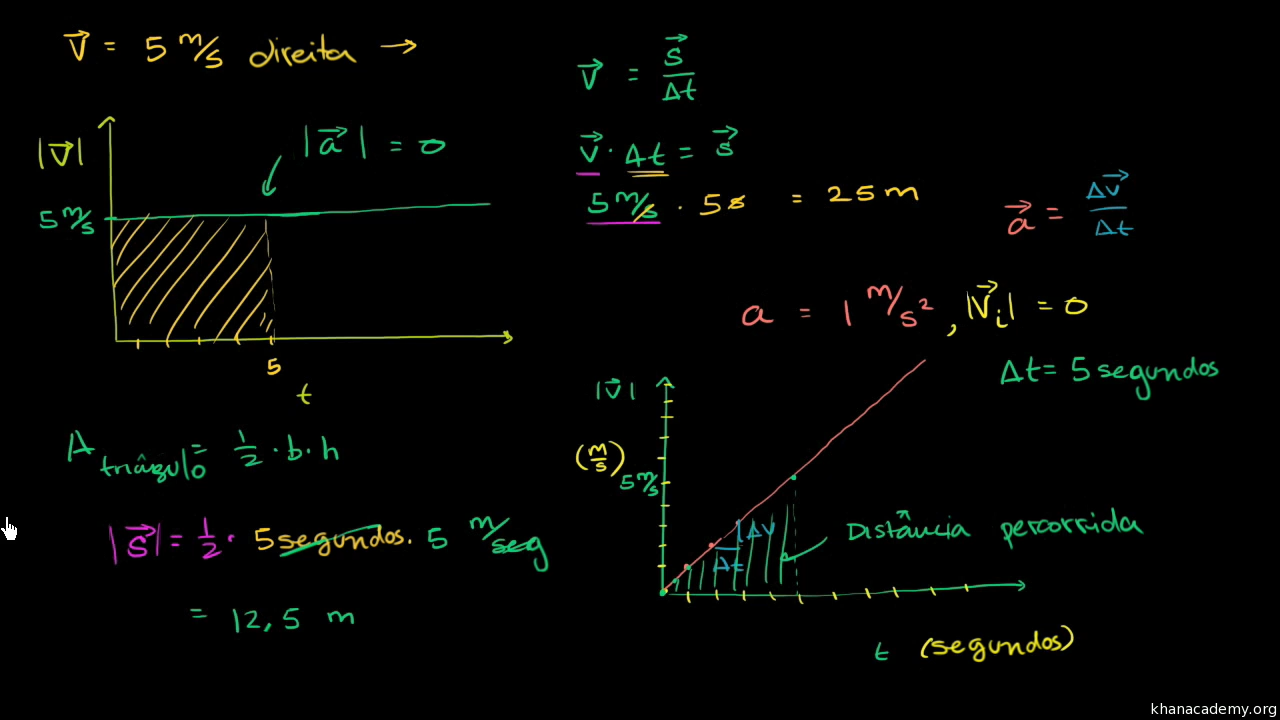 v⃗ = 5 m/s direita →
|v⃗|
|a⃗| = 0
5 m/s
5
t
A triângulo = 1/2 · b · h
|s⃗| = 1/2 · 5 segundos · 5 m/seg
= 12,5 m
v⃗ = s⃗/Δt
v⃗ · Δt = s⃗
5 m/s · 5 s = 25 m
a⃗ = Δv⃗/Δt
a = 1 m/s², |v⃗i| = 0
Δt = 5 segundos
|v⃗|
(m/s)
5 m/s
Δv
Δt
Distância percorrida
t (segundos)
khanacademy.org